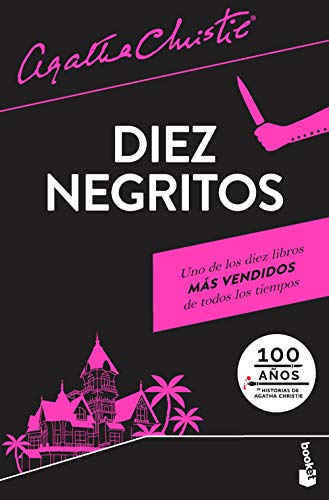 Agatha Christie®
DIEZ
NEGRITOS
Uno de los diez libros
MÁS VENDIDOS
de todos los tiempos
100
AÑOS
DE HISTORIAS DE
AGATHA CHRISTIE
booket